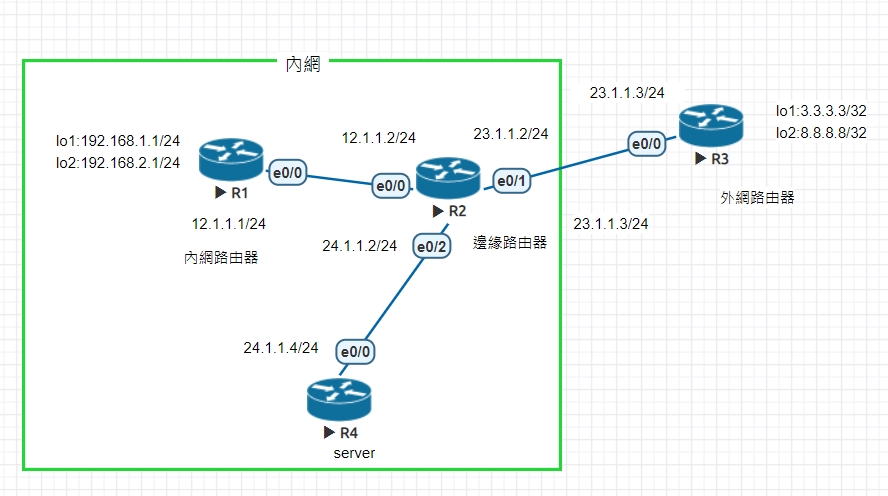 內網
23.1.1.3/24
lo1:3.3.3.3/32
lo2:8.8.8.8/32
lo1:192.168.1.1/24
lo2:192.168.2.1/24
12.1.1.2/24
23.1.1.2/24
e0/0
R3
e0/0
R1
e0/0
e0/1
R2
外網路由器
12.1.1.1/24
23.1.1.3/24
24.1.1.2/24
e0/2
邊緣路由器
內網路由器
24.1.1.4/24
e0/0
R4
server